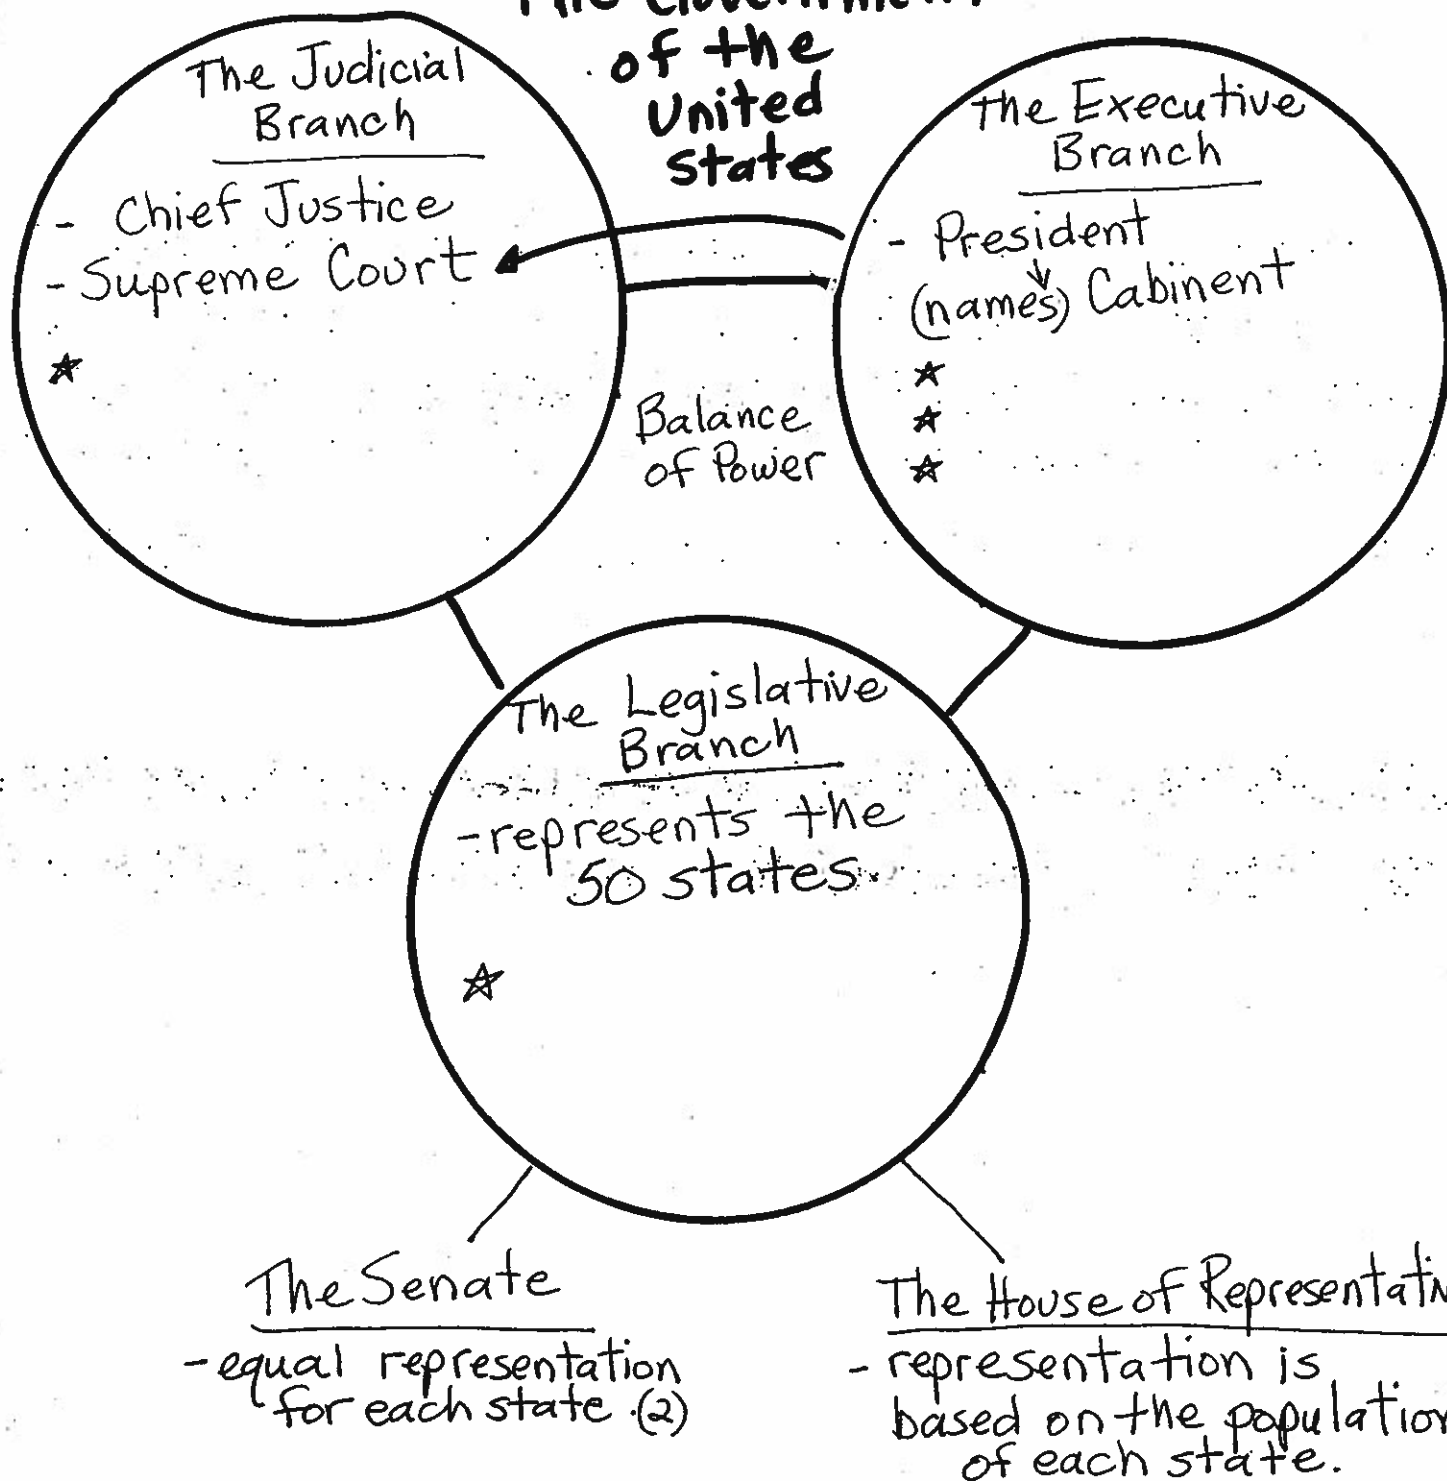 The Government
of the
United
States
The Judicial
Branch
- Chief Justice
- Supreme Court
The Executive
Branch
- President
(names) Cabinent
Balance
of Power
The Legislative
Branch
- represents the
50 states.
The Senate
- equal representation
for each state. (2)
The House of Representativ
- representation is
based on the population
of each state.